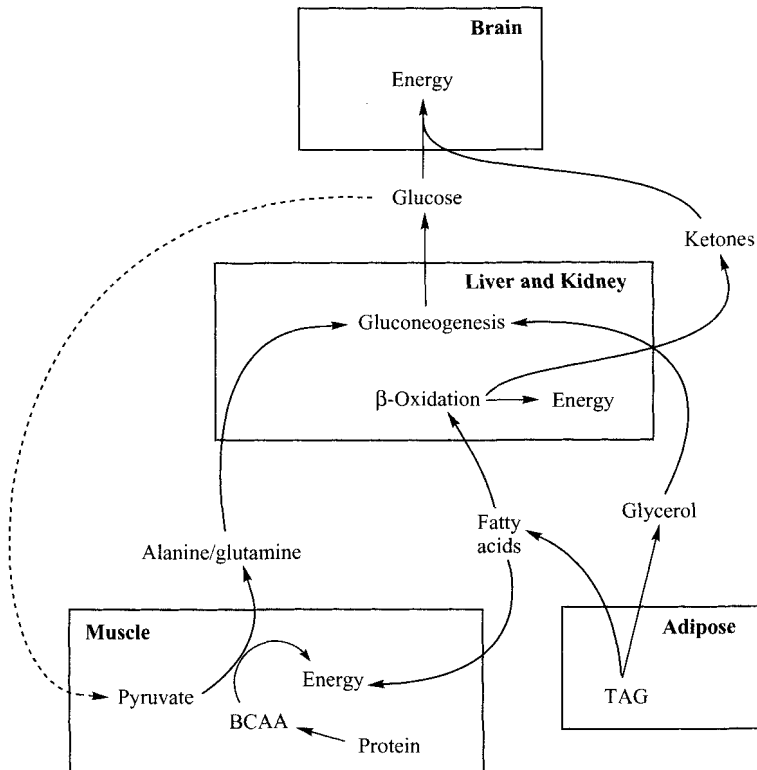 Brain
Energy
Glucose
Ketones
Liver and Kidney
Gluconeogenesis
β-Oxidation
Energy
Glycerol
Fatty
acids
Alanine/glutamine
Muscle
Adipose
Energy
Pyruvate
TAG
BCAA
Protein